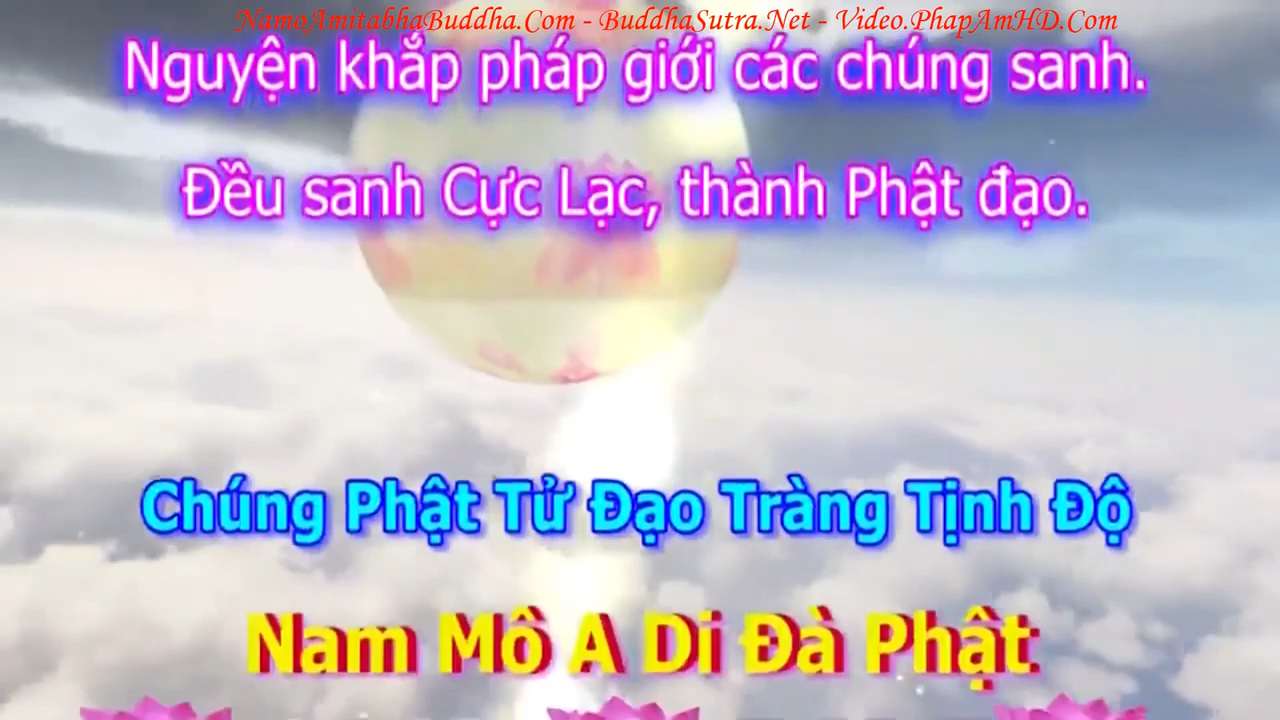 NamoAmitabhaBuddha.Com - BuddhaSutra.Net - Video.PhapAmHD.Com
Nguyện khắp pháp giới các chúng sanh.
Đều sanh Cực Lạc, thành Phật đạo.
Chúng Phật Tử Đạo Tràng Tịnh Độ
Nam Mô A Di Đà Phật